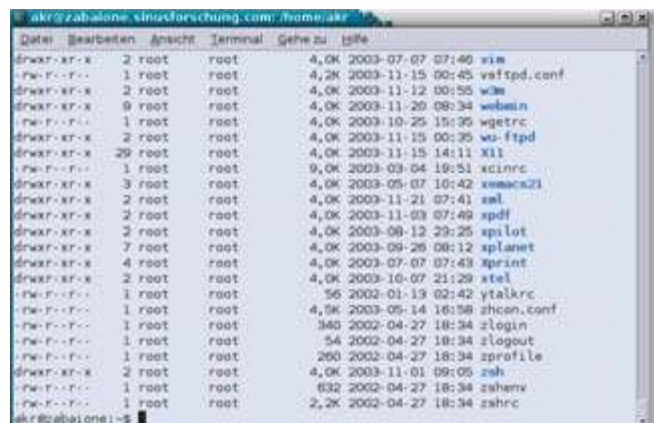 akr@zabaione.sinusforschung.com: /home/akr
Datei Bearbeiten Ansicht Terminal Gehe zu Hilfe
drwxr-xr-x 2 root root 4,0K 2003-07-07 07:46 vim
-rw-r--r-- 1 root root 4,2K 2003-11-15 00:45 vsftpd.conf
drwxr-xr-x 2 root root 4,0K 2003-11-12 00:55 w3m
drwxr-xr-x 9 root root 4,0K 2003-11-20 08:34 webmin
-rw-r--r-- 1 root root 4,0K 2003-10-25 15:35 wgetrc
drwxr-xr-x 2 root root 4,0K 2003-11-15 00:35 wu-ftpd
drwxr-xr-x 29 root root 4,0K 2003-11-15 14:11 X11
-rw-r--r-- 1 root root 9,0K 2003-03-04 19:51 xcinrc
drwxr-xr-x 3 root root 4,0K 2003-05-07 10:42 xemacs21
drwxr-xr-x 2 root root 4,0K 2003-11-21 07:41 xml
drwxr-xr-x 2 root root 4,0K 2003-11-03 07:49 xpdf
drwxr-xr-x 2 root root 4,0K 2003-08-12 23:25 xpilot
drwxr-xr-x 7 root root 4,0K 2003-09-26 08:12 xplanet
drwxr-xr-x 4 root root 4,0K 2003-07-07 07:43 Xprint
drwxr-xr-x 2 root root 4,0K 2003-10-07 21:29 xtel
-rw-r--r-- 1 root root 56 2002-01-13 02:42 ytalkrc
-rw-r--r-- 1 root root 4,5K 2003-05-14 16:58 zhcon.conf
-rw-r--r-- 1 root root 340 2002-04-27 18:34 zlogin
-rw-r--r-- 1 root root 54 2002-04-27 18:34 zlogout
-rw-r--r-- 1 root root 260 2002-04-27 18:34 zprofile
drwxr-xr-x 2 root root 4,0K 2003-11-01 09:05 zsh
-rw-r--r-- 1 root root 632 2002-04-27 18:34 zshenv
-rw-r--r-- 1 root root 2,2K 2002-04-27 18:34 zshrc
akr@zabaione:~$